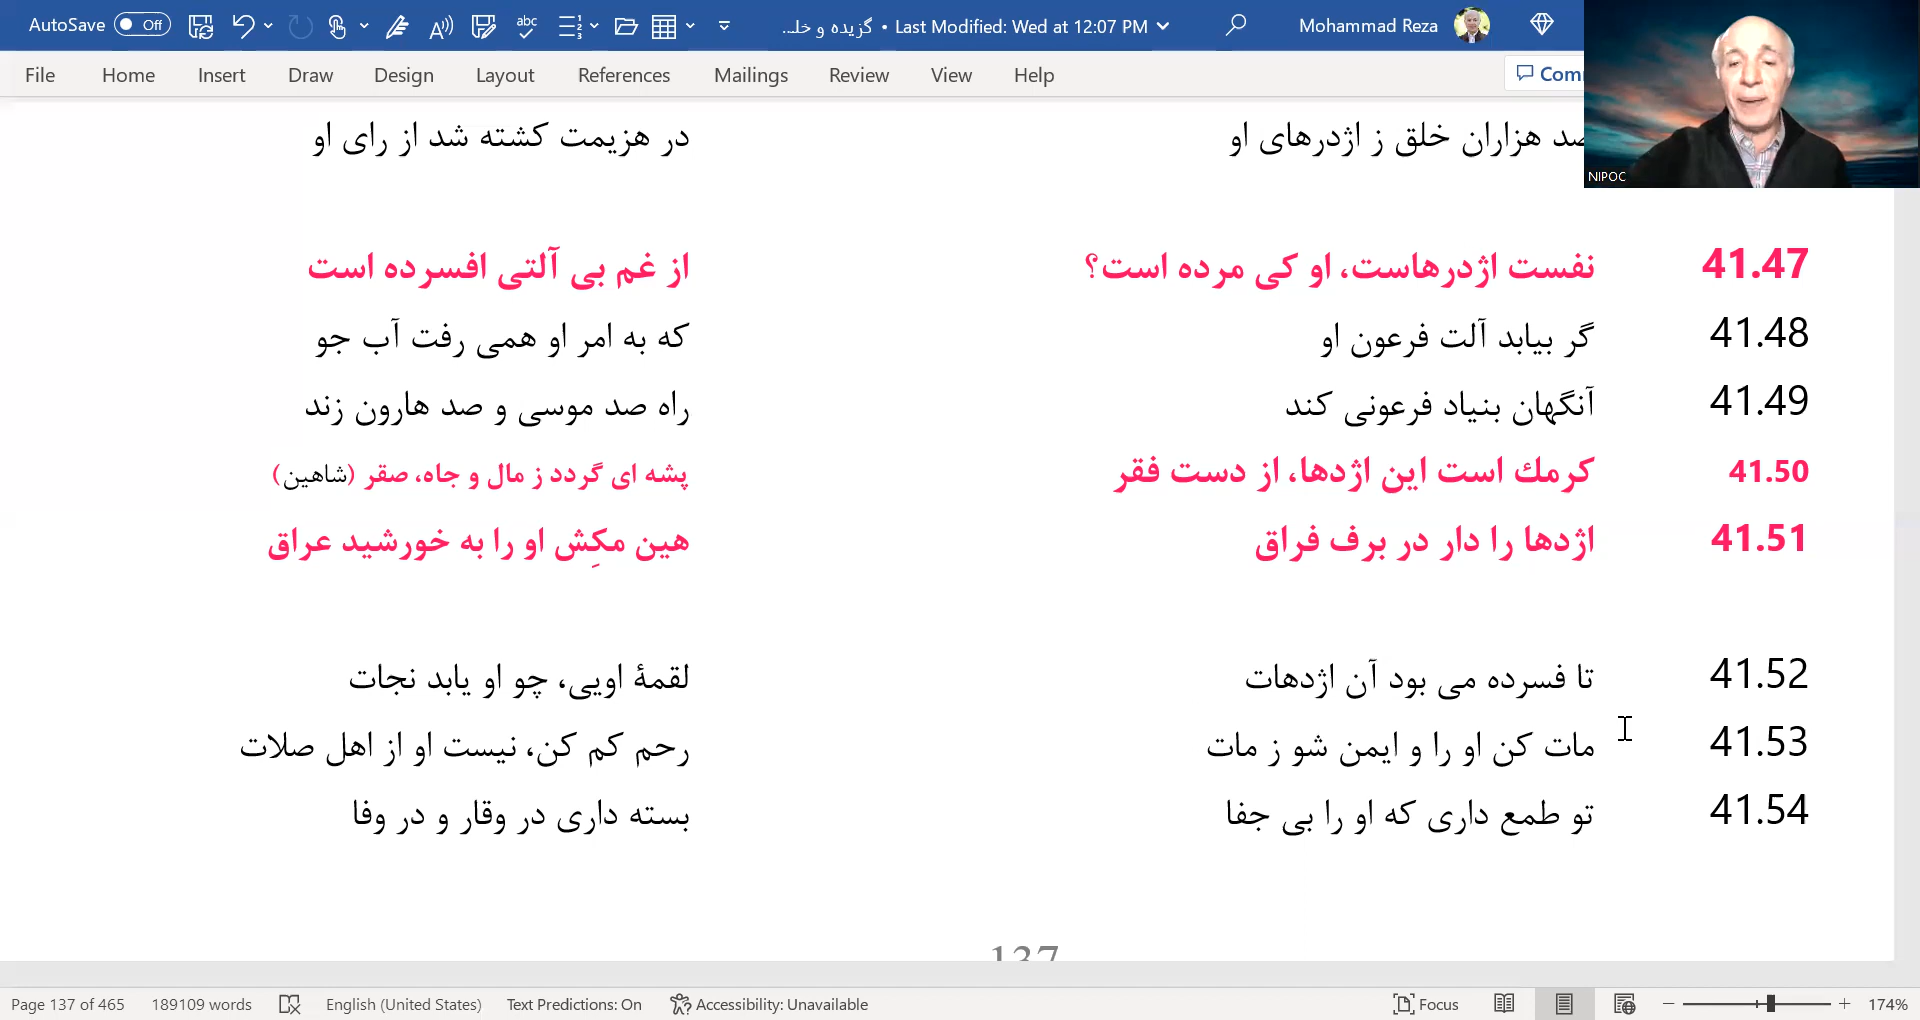 AutoSave Off گزیده و خلـ... • Last Modified: Wed at 12:07 PM Mohammad Reza
File Home Insert Draw Design Layout References Mailings Review View Help
NIPOC
صد هزاران خلق ز اژدرهای او در هزیمت کشته شد از رای او
41.47 نفست اژدرهاست، او کی مرده است؟ از غم بی آلتی افسرده است
41.48 گر بیابد آلت فرعون او که به امر او همی رفت آب جو
41.49 آنگهان بنیاد فرعونی کند راه صد موسی و صد هارون زند
41.50 کرمك است این اژدها، از دست فقر پشه ای گردد ز مال و جاه، صقر (شاهین)
41.51 اژدها را دار در برف فراق هین مکِش او را به خورشید عراق
41.52 تا فسرده می بود آن اژدهات لقمهٔ اویی، چو او یابد نجات
41.53 مات کن او را و ایمن شو ز مات رحم کم کن، نیست او از اهل صلات
41.54 تو طمع داری که او را بی جفا بسته داری در وقار و در وفا
137
Page 137 of 465 189109 words English (United States) Text Predictions: On Accessibility: Unavailable Focus 174%